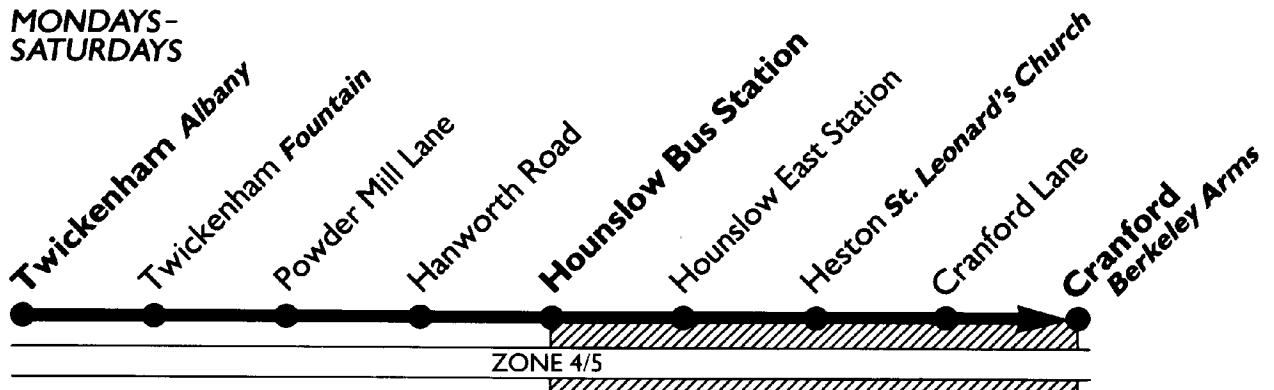 MONDAYS-
SATURDAYS
Twickenham Albany
Twickenham Fountain
Powder Mill Lane
Hanworth Road
Hounslow Bus Station
Hounslow East Station
Heston St. Leonard's Church
Cranford Lane
Cranford
Berkeley Arms
ZONE 4/5